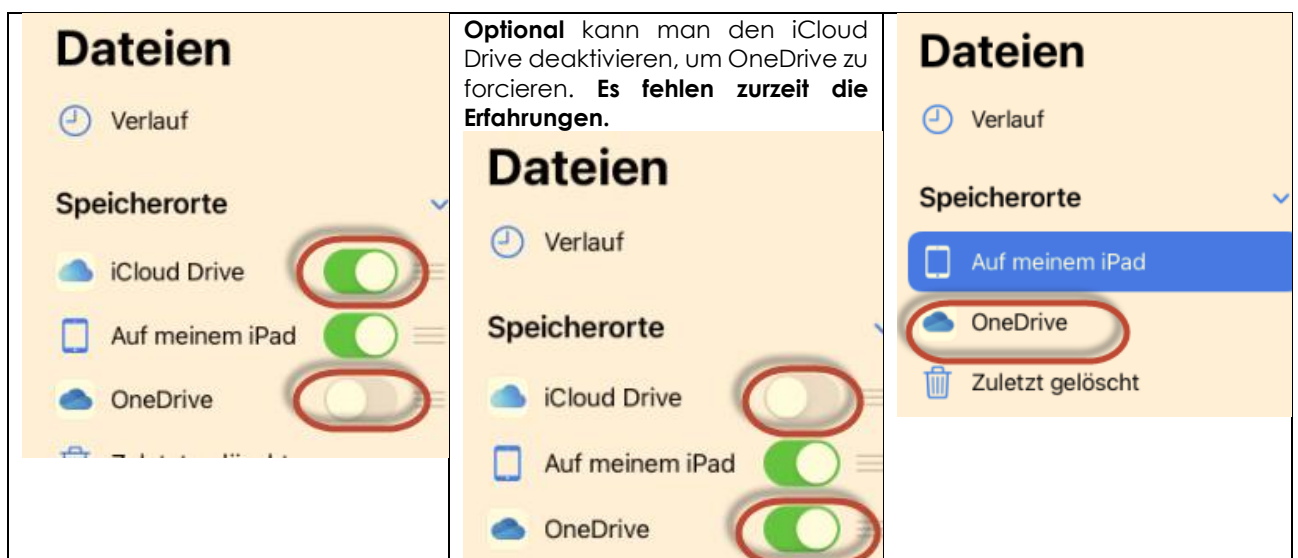 Dateien
Verlauf
Speicherorte
iCloud Drive
Auf meinem iPad
OneDrive
Optional kann man den iCloud
Drive deaktivieren, um OneDrive zu
forcieren. Es fehlen zurzeit die
Erfahrungen.
Dateien
Verlauf
Speicherorte
iCloud Drive
Auf meinem iPad
OneDrive
Dateien
Verlauf
Speicherorte
Auf meinem iPad
OneDrive
Zuletzt gelöscht